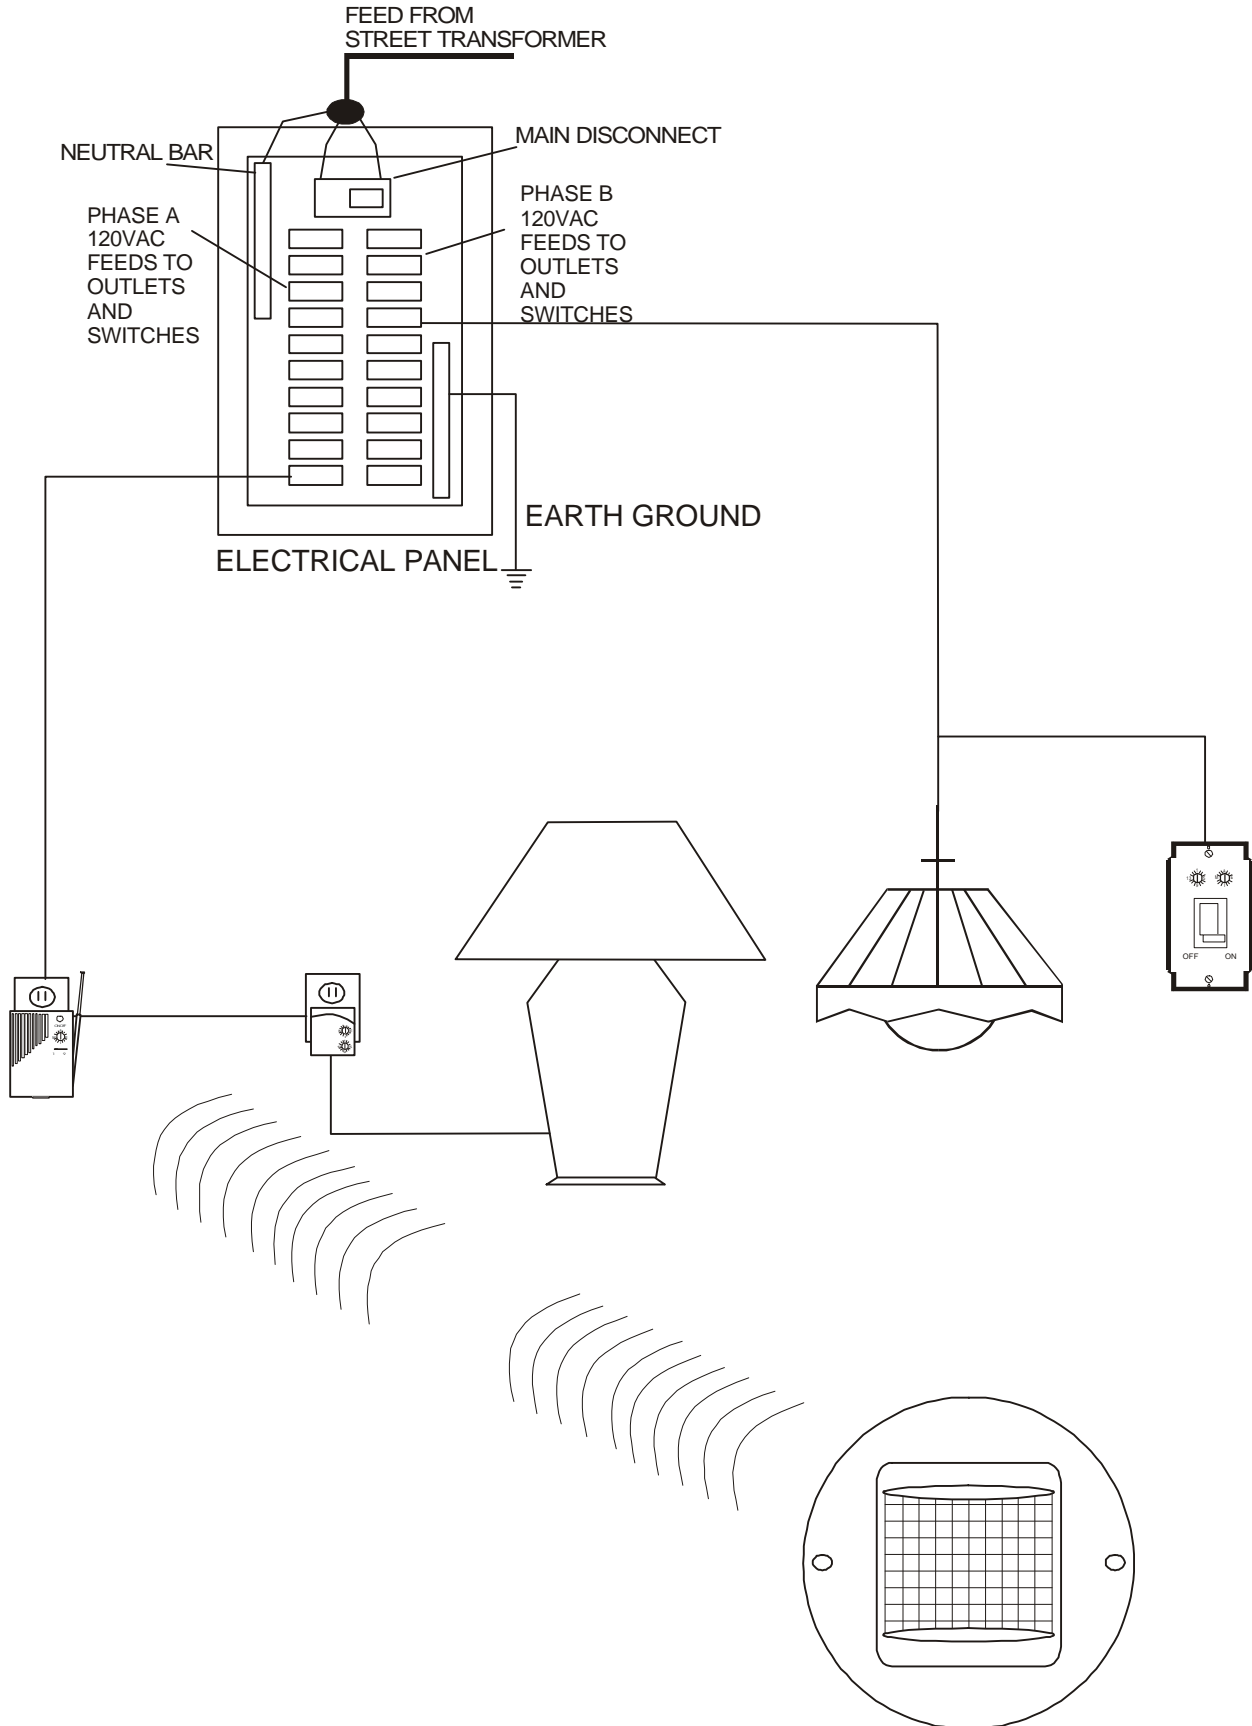 FEED FROM
STREET TRANSFORMER
NEUTRAL BAR
MAIN DISCONNECT
PHASE A
120VAC
FEEDS TO
OUTLETS
AND
SWITCHES
PHASE B
120VAC
FEEDS TO
OUTLETS
AND
SWITCHES
EARTH GROUND
ELECTRICAL PANEL
OFF ON